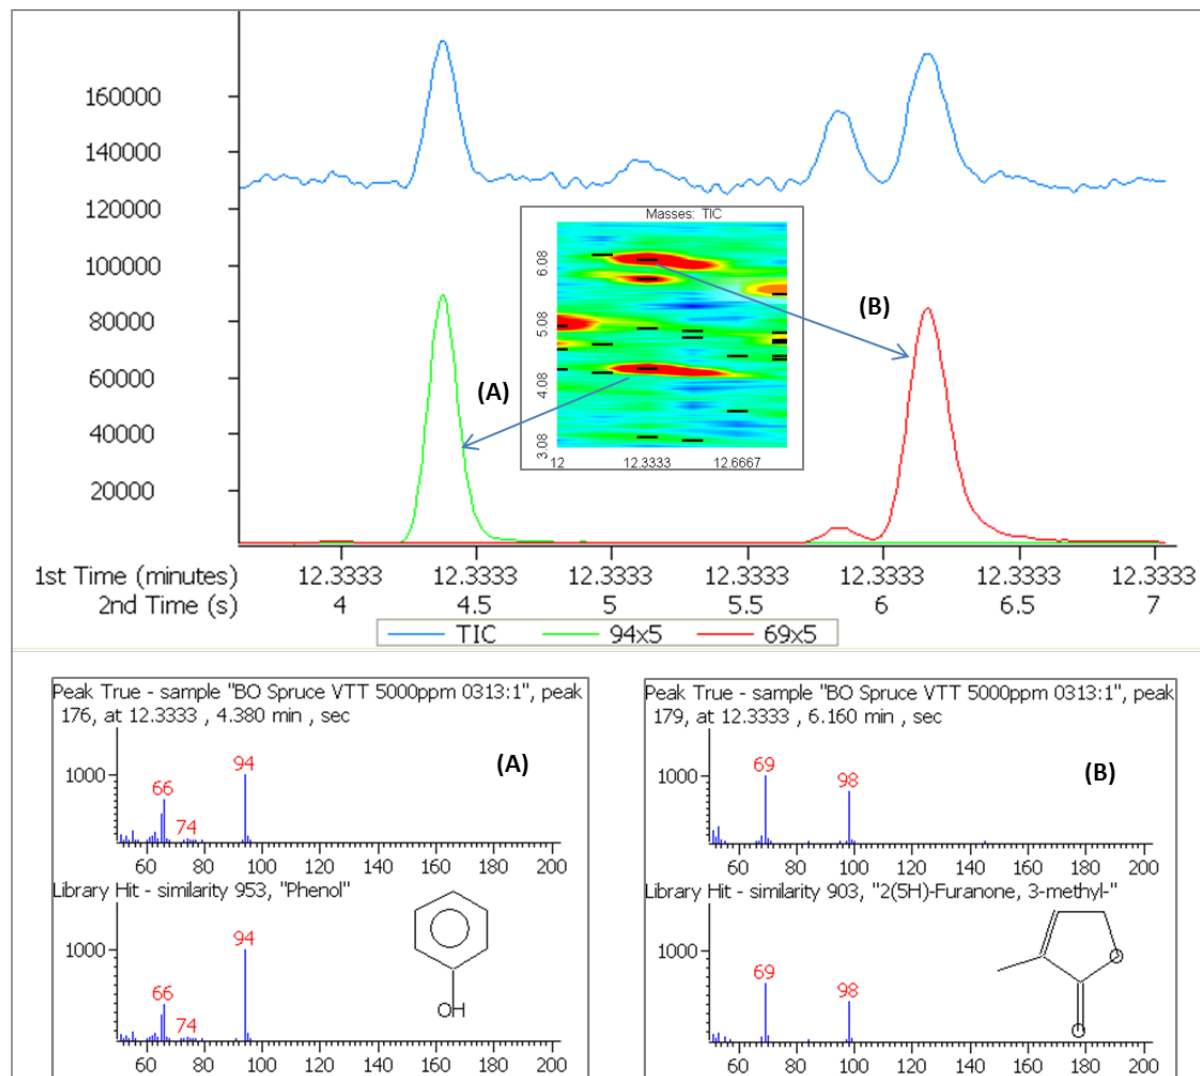 160000
140000
120000
100000
80000
60000
40000
20000
Masses: TIC
6.08
5.08
4.08
3.08
12 12.3333 12.6667
(A)
(B)
1st Time (minutes) 12.3333 12.3333 12.3333 12.3333 12.3333 12.3333 12.3333
2nd Time (s) 4 4.5 5 5.5 6 6.5 7
TIC 94x5 69x5
Peak True - sample "BO Spruce VTT 5000ppm 0313:1", peak
176, at 12.3333 , 4.380 min , sec
(A)
1000
94
66
74
60 80 100 120 140 160 180 200
Library Hit - similarity 953, "Phenol"
1000
94
66
74
OH
60 80 100 120 140 160 180 200
Peak True - sample "BO Spruce VTT 5000ppm 0313:1", peak
179, at 12.3333 , 6.160 min , sec
(B)
1000
69
98
60 80 100 120 140 160 180 200
Library Hit - similarity 903, "2(5H)-Furanone, 3-methyl-"
1000
69
98
O
O
60 80 100 120 140 160 180 200